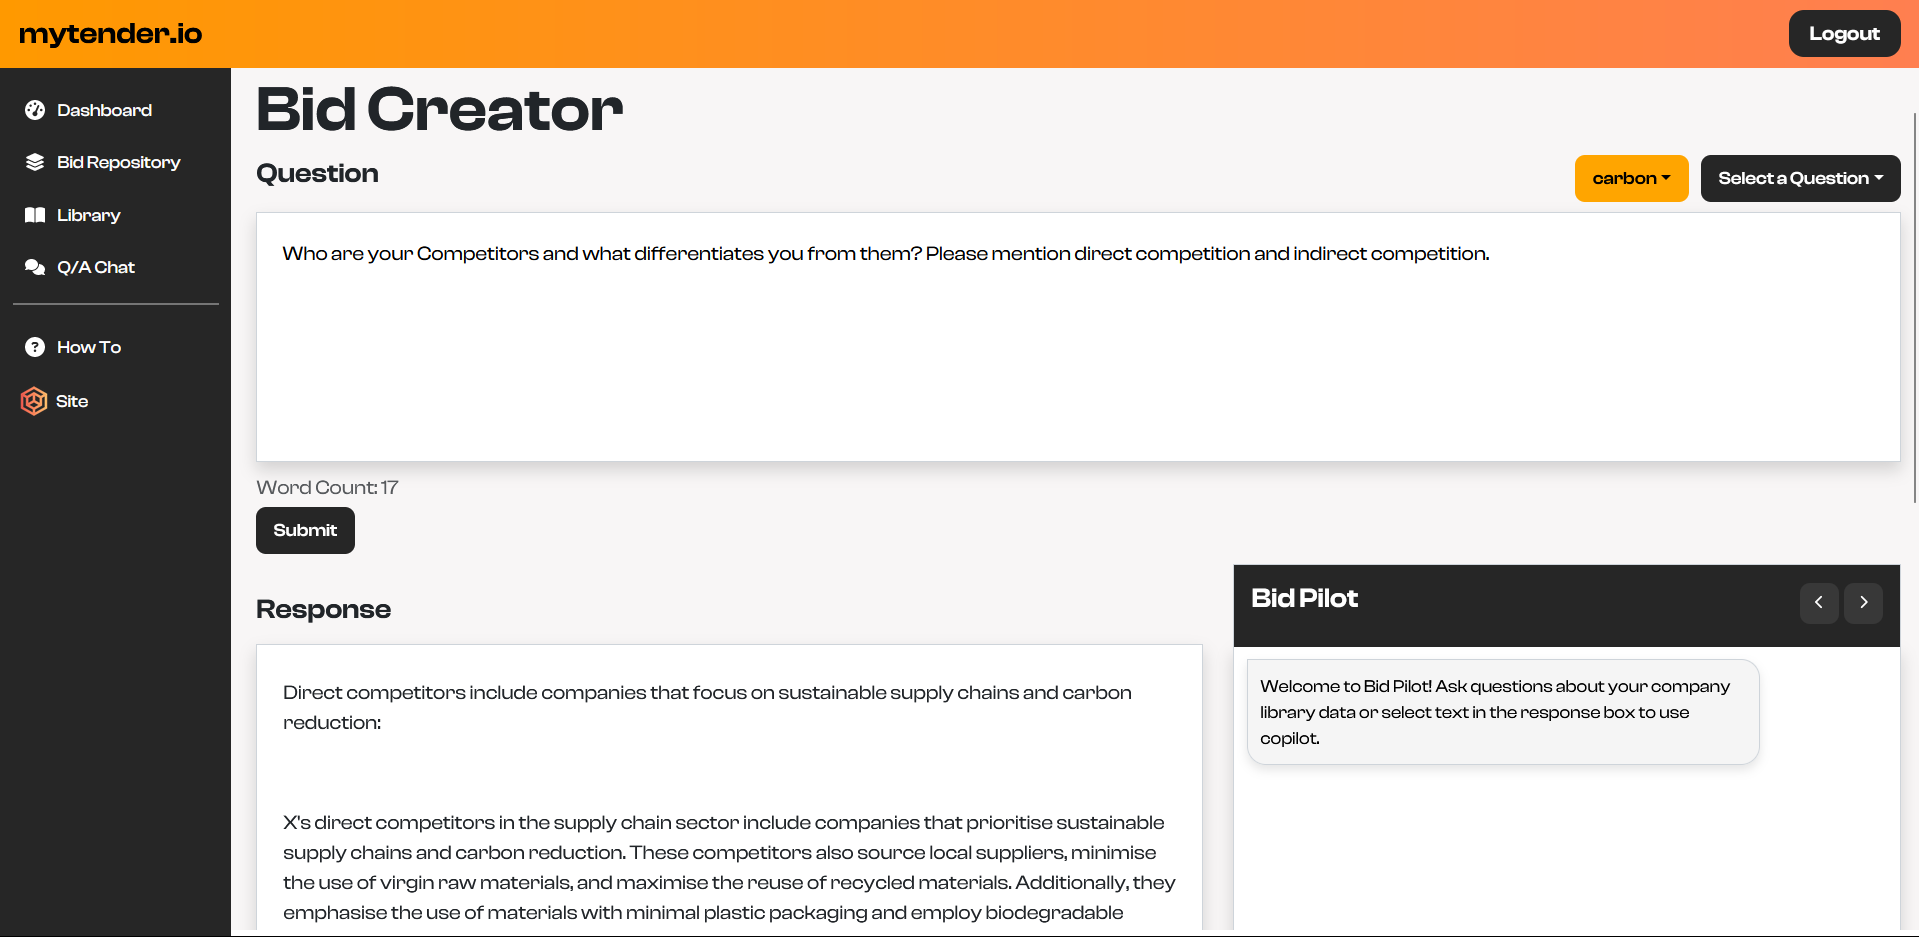 mytender.io
Logout
Dashboard
Bid Repository
Library
Q/A Chat
How To
Site
Bid Creator
Question
carbon
Select a Question
Who are your Competitors and what differentiates you from them? Please mention direct competition and indirect competition.
Word Count: 17
Submit
Response
Direct competitors include companies that focus on sustainable supply chains and carbon
reduction:
X's direct competitors in the supply chain sector include companies that prioritise sustainable
supply chains and carbon reduction. These competitors also source local suppliers, minimise
the use of virgin raw materials, and maximise the reuse of recycled materials. Additionally, they
emphasise the use of materials with minimal plastic packaging and employ biodegradable
Bid Pilot
Welcome to Bid Pilot! Ask questions about your company
library data or select text in the response box to use
copilot.